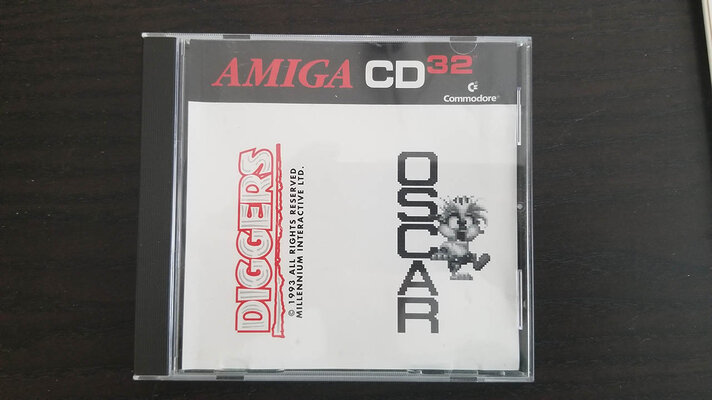 AMIGA CD32
Commodore®
DIGGERS
© 1993 ALL RIGHTS RESERVED
MILLENNIUM INTERACTIVE LTD.
OSCAR